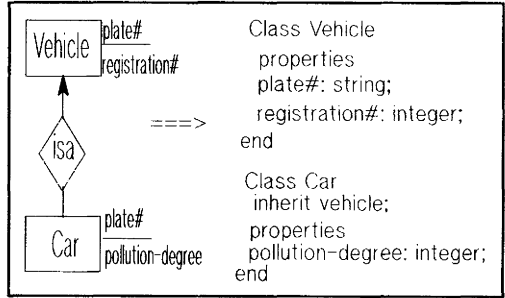 Vehicle
plate#
registration#
isa
Car
plate#
pollution-degree
===>
Class Vehicle
properties
plate#: string;
registration#: integer;
end
Class Car
inherit vehicle;
properties
pollution-degree: integer;
end